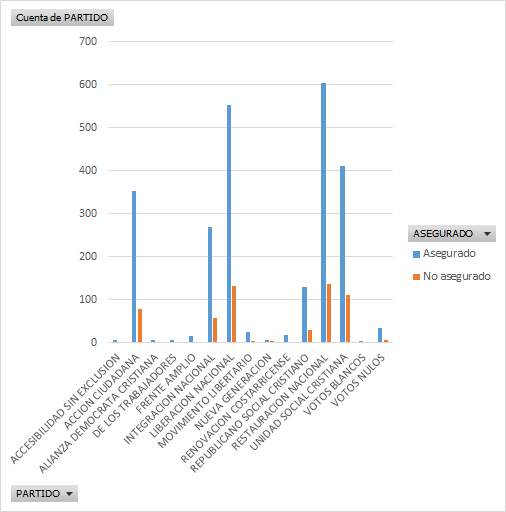 Cuenta de PARTIDO
700
600
500
400
300
200
100
0
ASEGURADO
Asegurado
No asegurado
ACCESIBILIDAD SIN EXCLUSION
ACCION CIUDADANA
ALIANZA DEMOCRATA CRISTIANA
DE LOS TRABAJADORES
FRENTE AMPLIO
INTEGRACION NACIONAL
LIBERACION NACIONAL
MOVIMIENTO LIBERTARIO
NUEVA GENERACION
RENOVACION COSTARRICENSE
REPUBLICANO SOCIAL CRISTIANO
RESTAURACION NACIONAL
UNIDAD SOCIAL CRISTIANA
VOTOS BLANCOS
VOTOS NULOS
PARTIDO